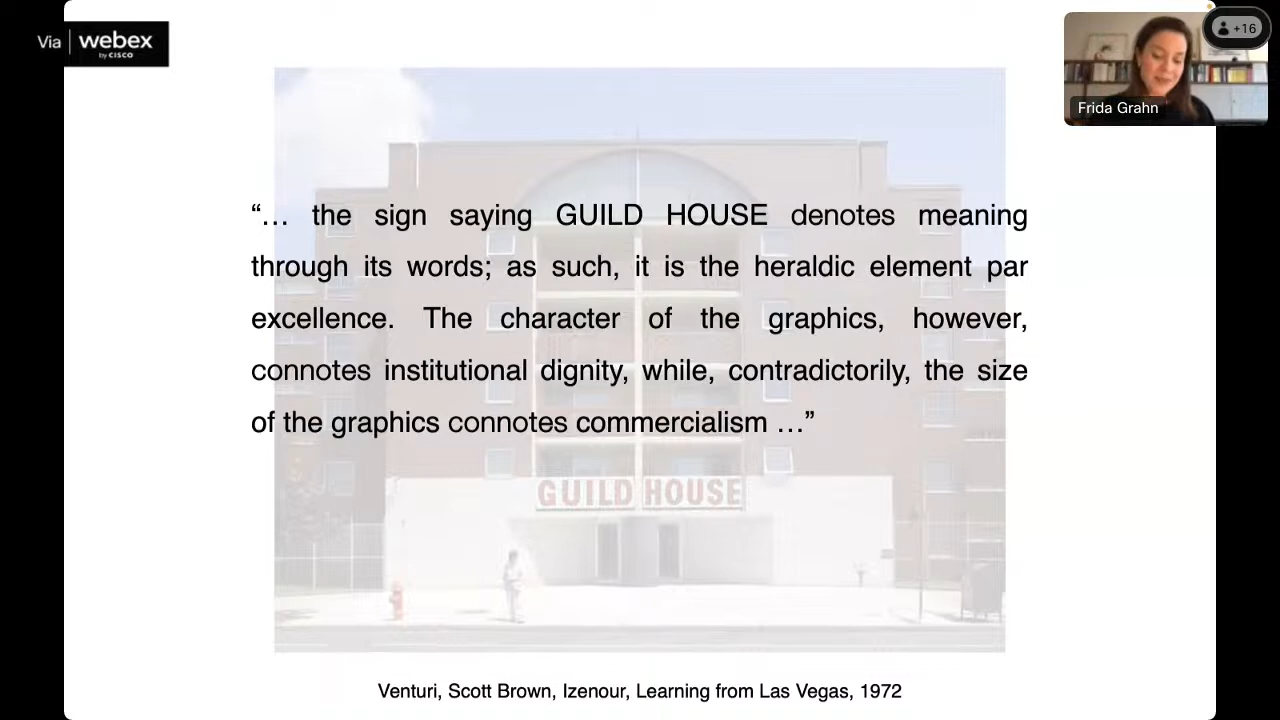 Via webex
by CISCO
+16
Frida Grahn
“… the sign saying GUILD HOUSE denotes meaning
through its words; as such, it is the heraldic element par
excellence. The character of the graphics, however,
connotes institutional dignity, while, contradictorily, the size
of the graphics connotes commercialism …”
GUILD HOUSE
Venturi, Scott Brown, Izenour, Learning from Las Vegas, 1972